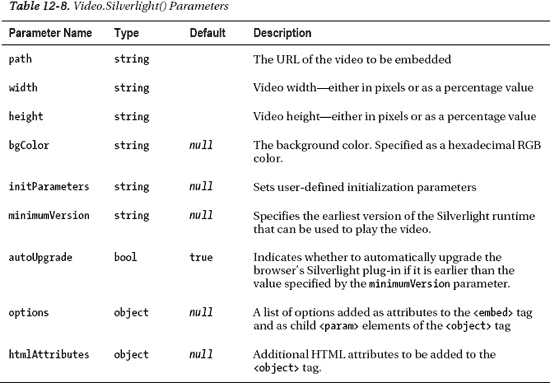 Table 12-8. Video.Silverlight() Parameters
Parameter Name Type Default Description
path string The URL of the video to be embedded
width string Video width—either in pixels or as a percentage value
height string Video height—either in pixels or as a percentage value
bgColor string null The background color. Specified as a hexadecimal RGB
color.
initParameters string null Sets user-defined initialization parameters
minimumVersion string null Specifies the earliest version of the Silverlight runtime
that can be used to play the video.
autoUpgrade bool true Indicates whether to automatically upgrade the
browser's Silverlight plug-in if it is earlier than the
value specified by the minimumVersion parameter.
options object null A list of options added as attributes to the <embed> tag
and as child <param> elements of the <object> tag
htmlAttributes object null Additional HTML attributes to be added to the
<object> tag.